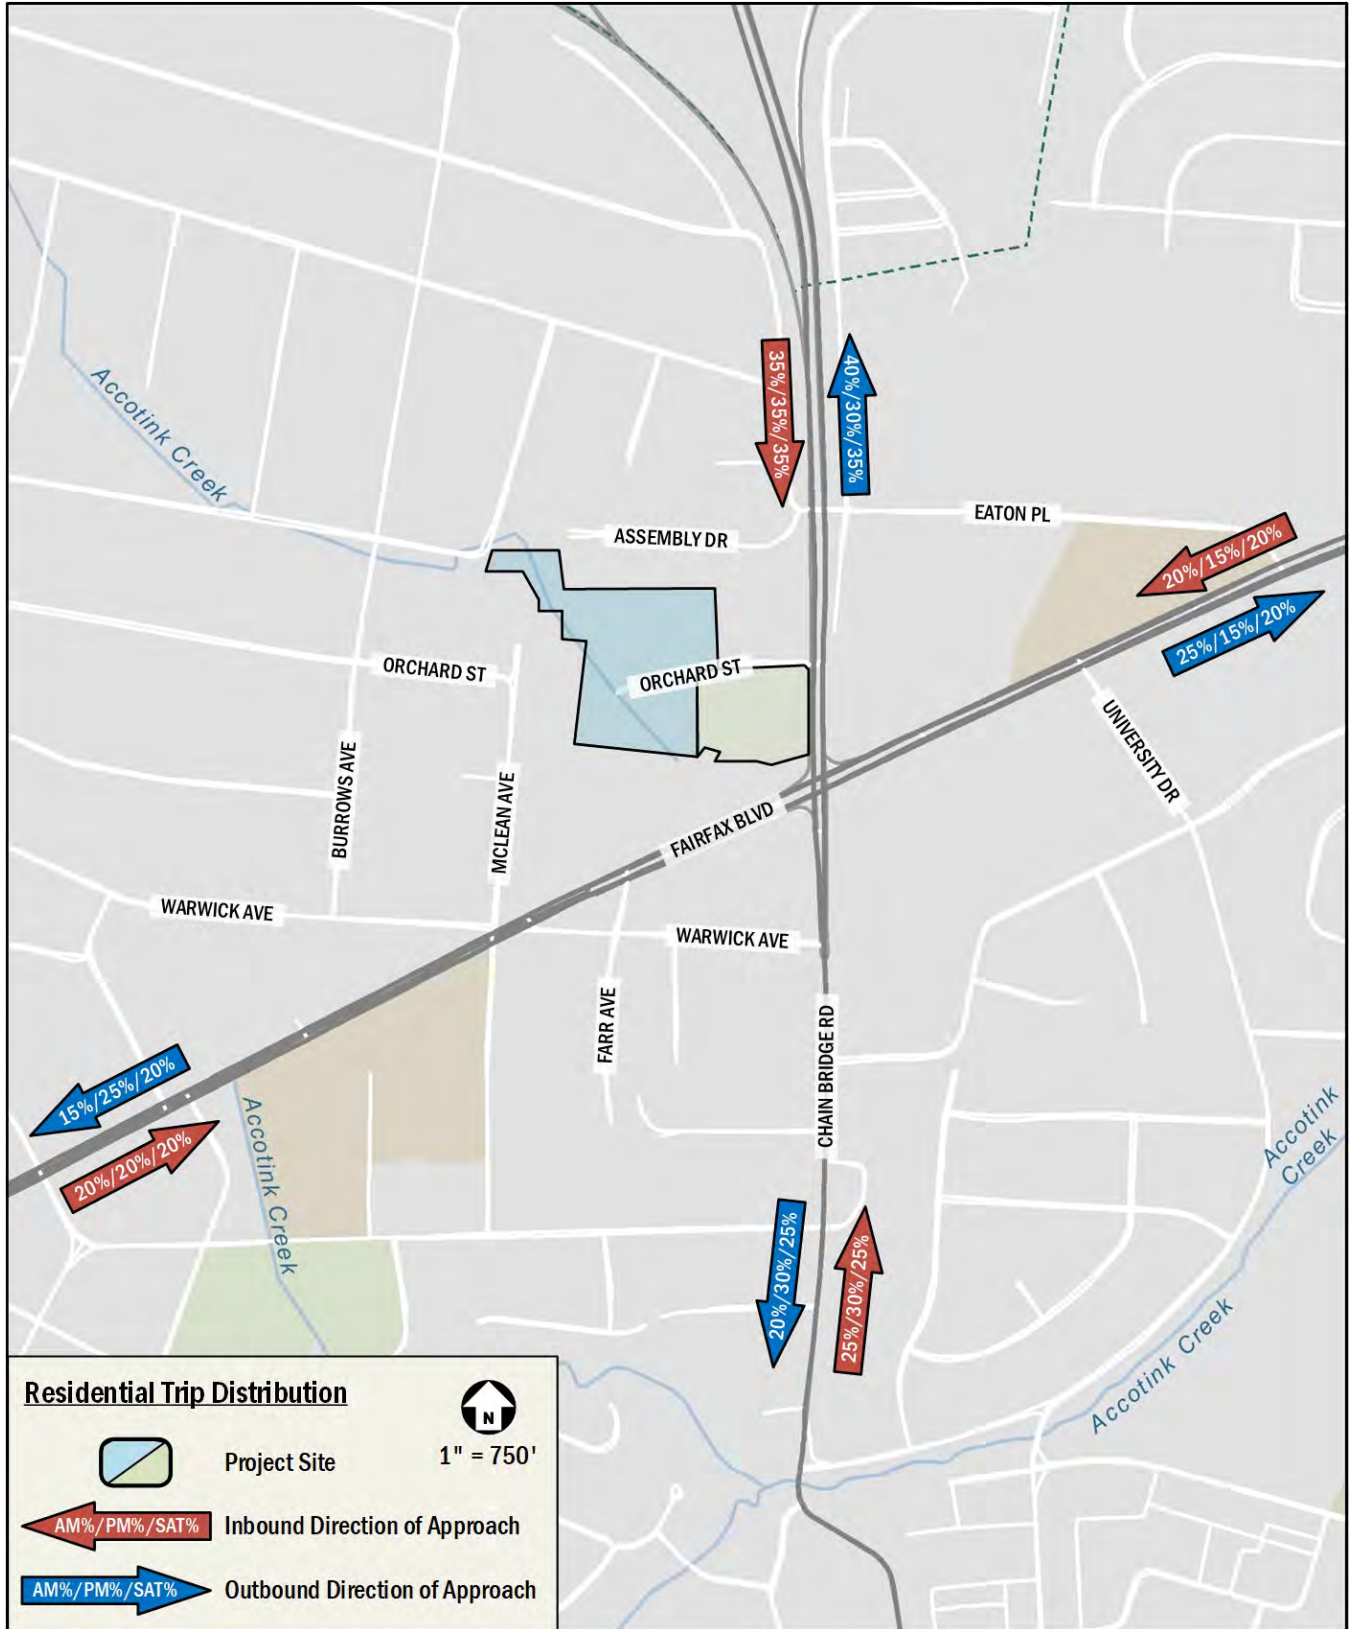 Accotink Creek
35%/35%/35%
40%/30%/35%
EATON PL
ASSEMBLY DR
20%/15%/20%
25%/15%/20%
ORCHARD ST
ORCHARD ST
UNIVERSITY DR
BURROWS AVE
MCLEAN AVE
FAIRFAX BLVD
WARWICK AVE
WARWICK AVE
FARR AVE
CHAIN BRIDGE RD
15%/25%/20%
20%/20%/20%
Accotink Creek
Accotink
Creek
20%/30%/25%
25%/30%/25%
Accotink Creek
Residential Trip Distribution
N
1" = 750'
Project Site
AM%/PM%/SAT%
Inbound Direction of Approach
AM%/PM%/SAT%
Outbound Direction of Approach